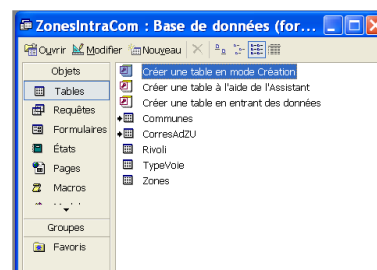 ZonesIntraCom : Base de données (for...
Ouvrir Modifier Nouveau
Objets
Tables
Requêtes
Formulaires
États
Pages
Macros
Groupes
Favoris
Créer une table en mode Création
Créer une table à l'aide de l'Assistant
Créer une table en entrant des données
Communes
CorresAdZU
Rivoli
TypeVoie
Zones